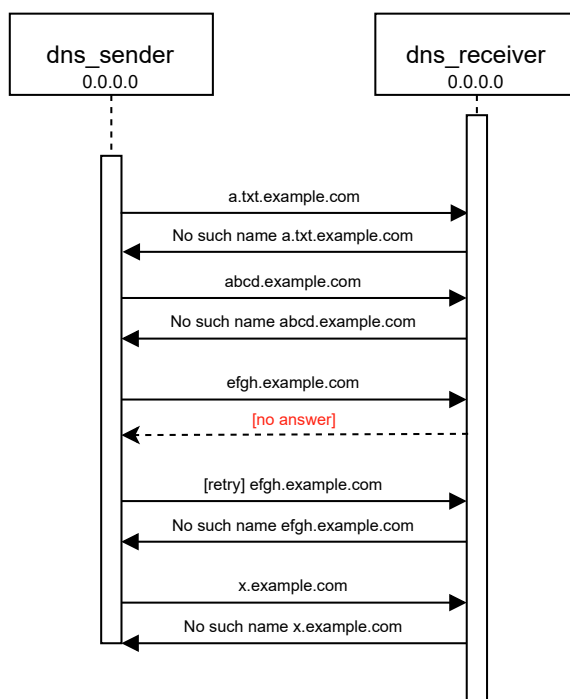 dns_sender
0.0.0.0
dns_receiver
0.0.0.0
a.txt.example.com
No such name a.txt.example.com
abcd.example.com
No such name abcd.example.com
efgh.example.com
[no answer]
[retry] efgh.example.com
No such name efgh.example.com
x.example.com
No such name x.example.com